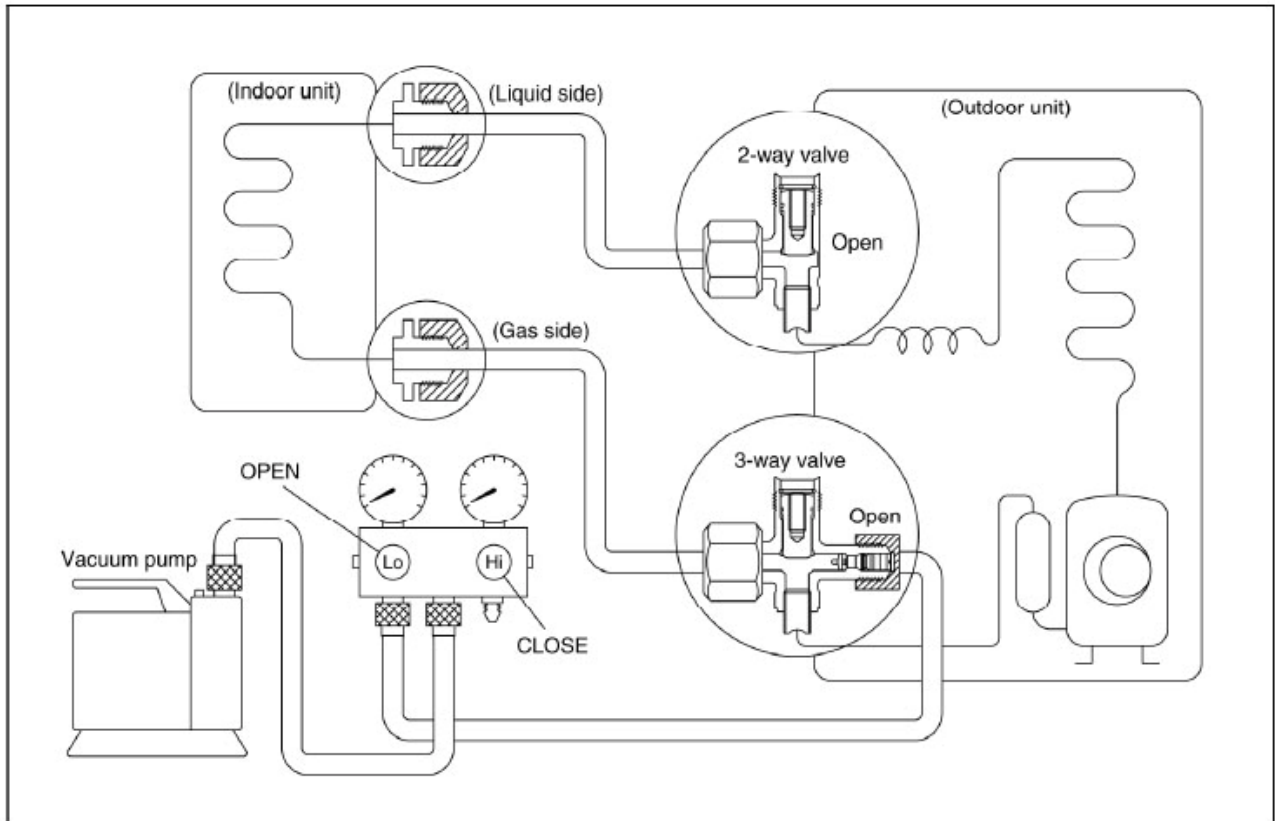 (Indoor unit)
(Liquid side)
(Outdoor unit)
2-way valve
Open
(Gas side)
3-way valve
OPEN
Open
Vacuum pump
Lo
Hi
CLOSE